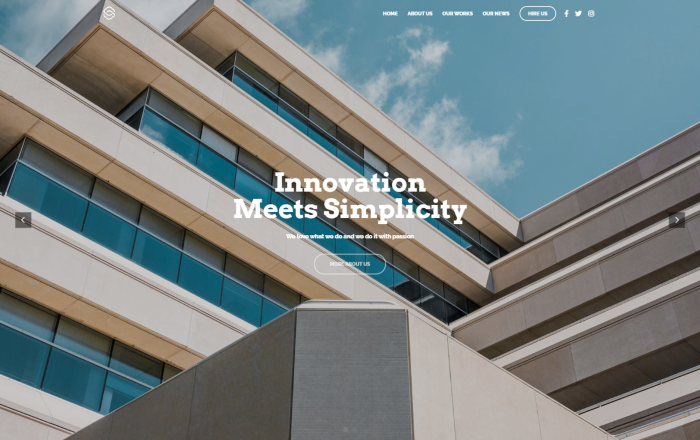 HOME ABOUT US OUR WORKS OUR NEWS HIRE US
Innovation
Meets Simplicity
We love what we do and we do it with passion
MORE ABOUT US